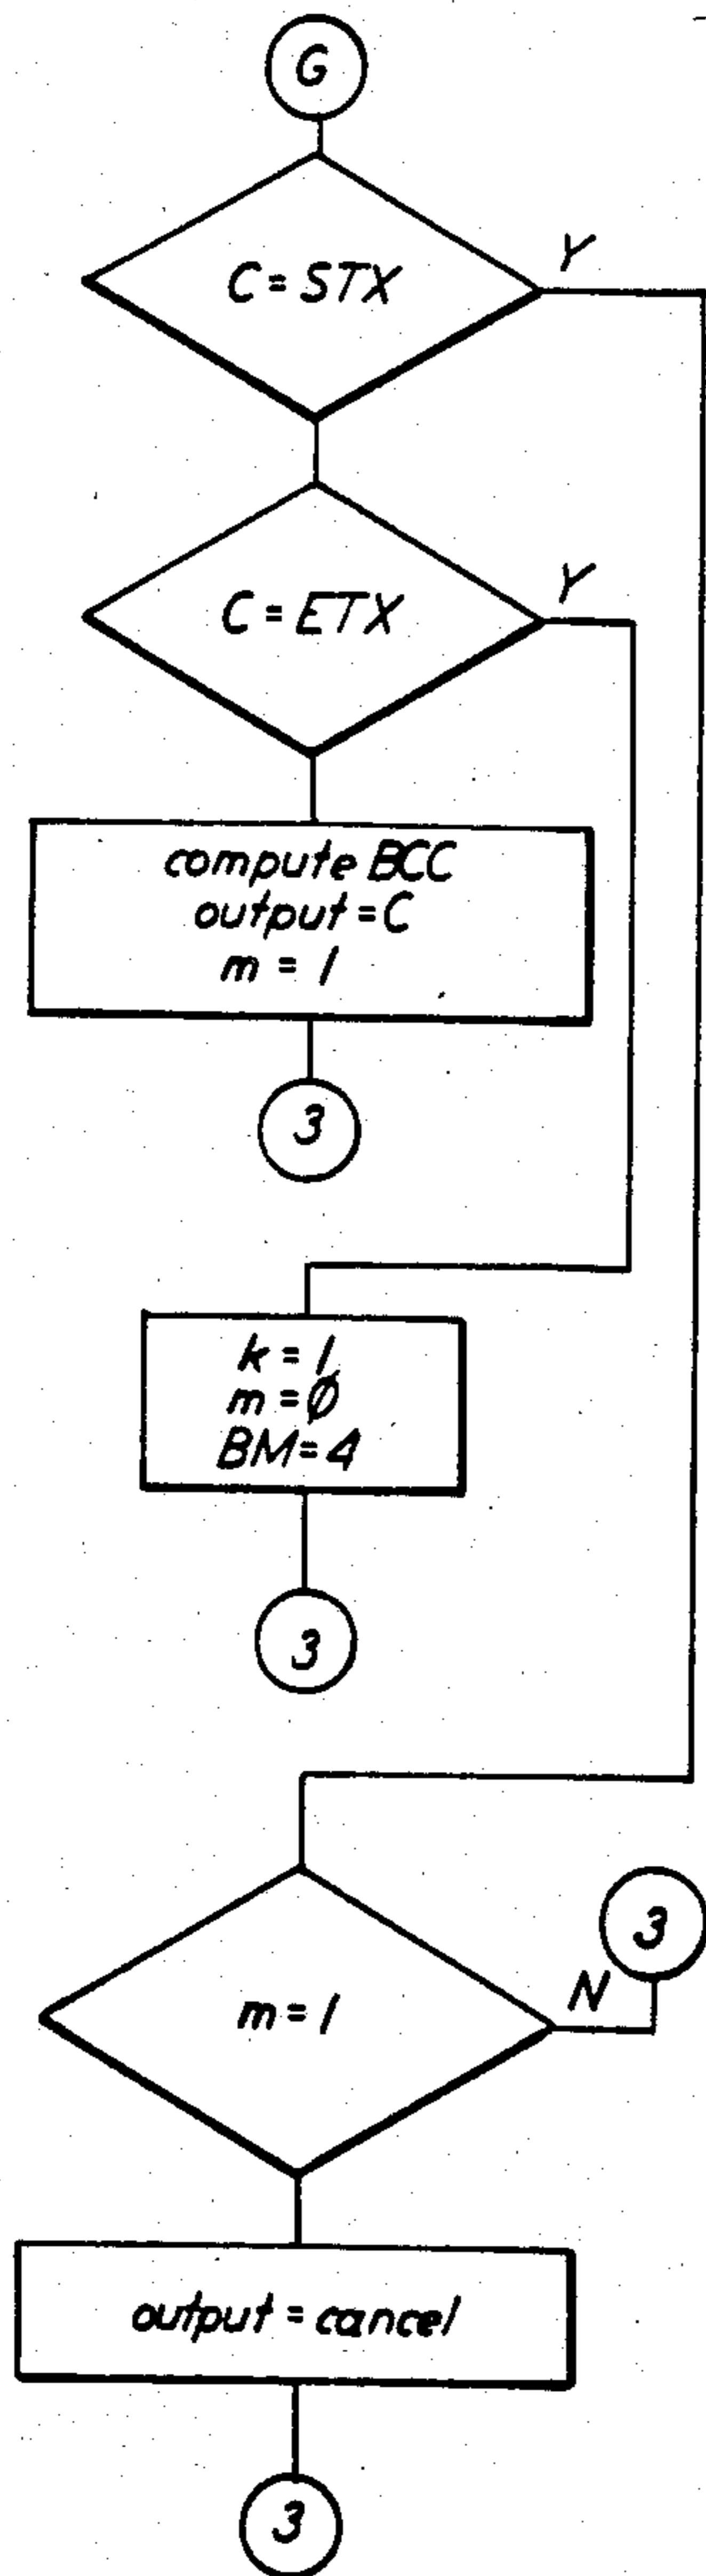 G
C = STX
Y
C = ETX
Y
compute BCC
output = C
m = 1
3
k = 1
m = Ø
BM = 4
3
3
m = 1
N
output = cancel
3